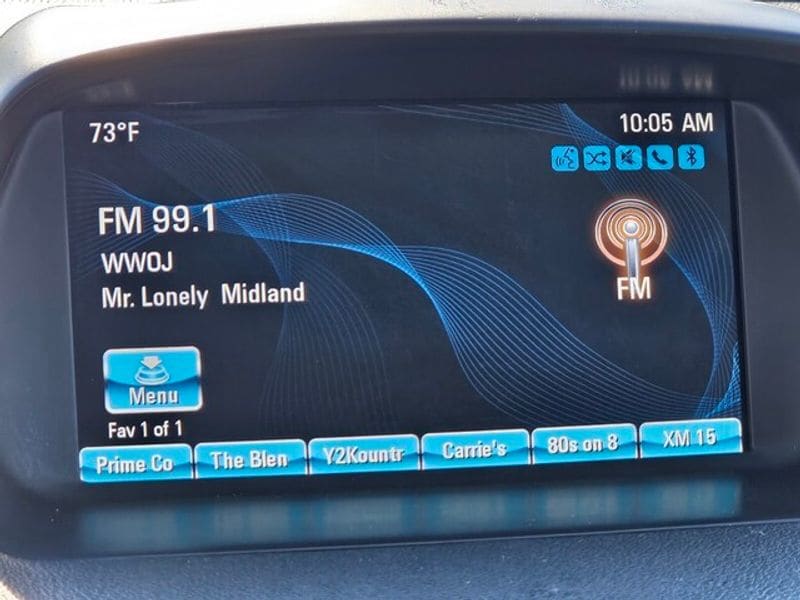 73°F
10:05 AM
FM 99.1
WWOJ
Mr. Lonely Midland
FM
Menu
Fav 1 of 1
Prime Co
The Blen
Y2Kountr
Carrie's
80s on 8
XM 15